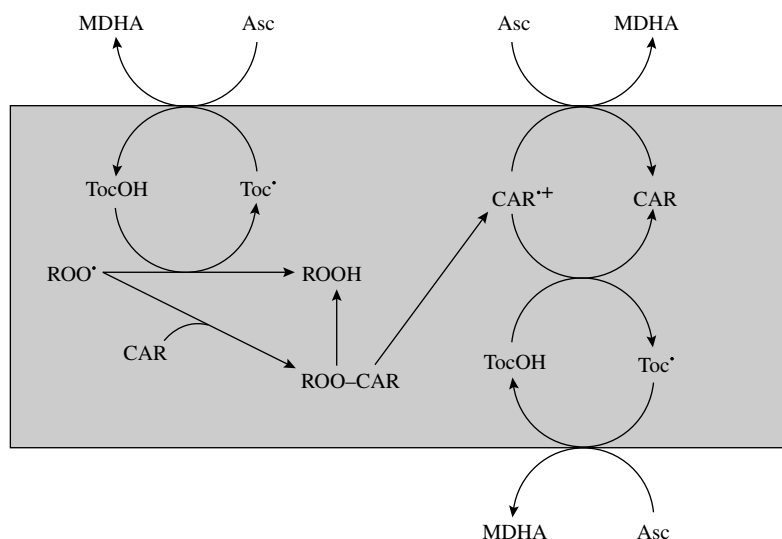 MDHA Asc Asc MDHA
TocOH Toc• CAR•+ CAR
ROO• ROOH
CAR TocOH Toc•
ROO–CAR
MDHA Asc